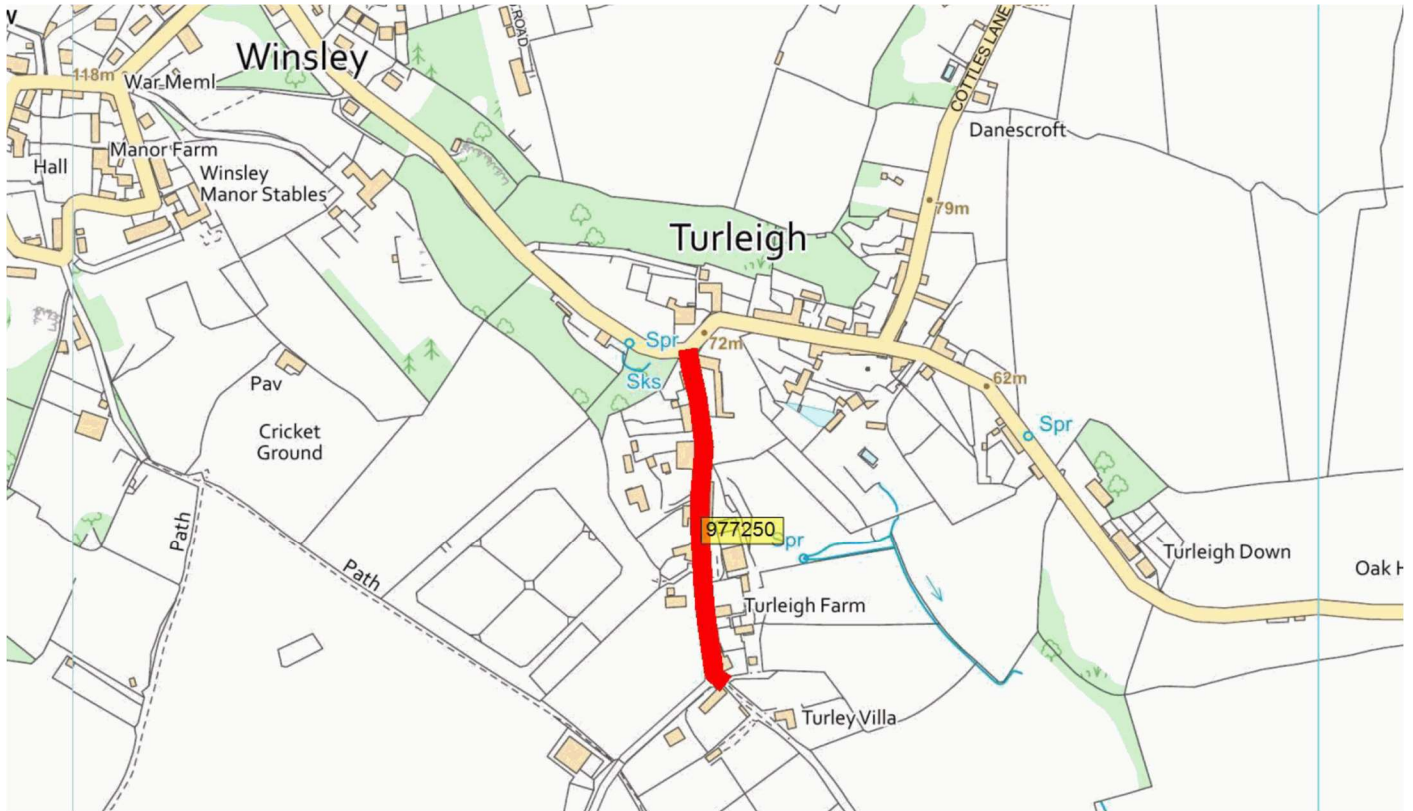 W
Winsley
118m
War Meml
ROAD
COTTLES LANE
Danescroft
Hall
Manor Farm
Winsley
Manor Stables
79m
Turleigh
Spr
72m
Sks
62m
Pav
Spr
Cricket
Ground
Path
977250
Spr
Turleigh Down
Oak H
Path
Turleigh Farm
Turley Villa